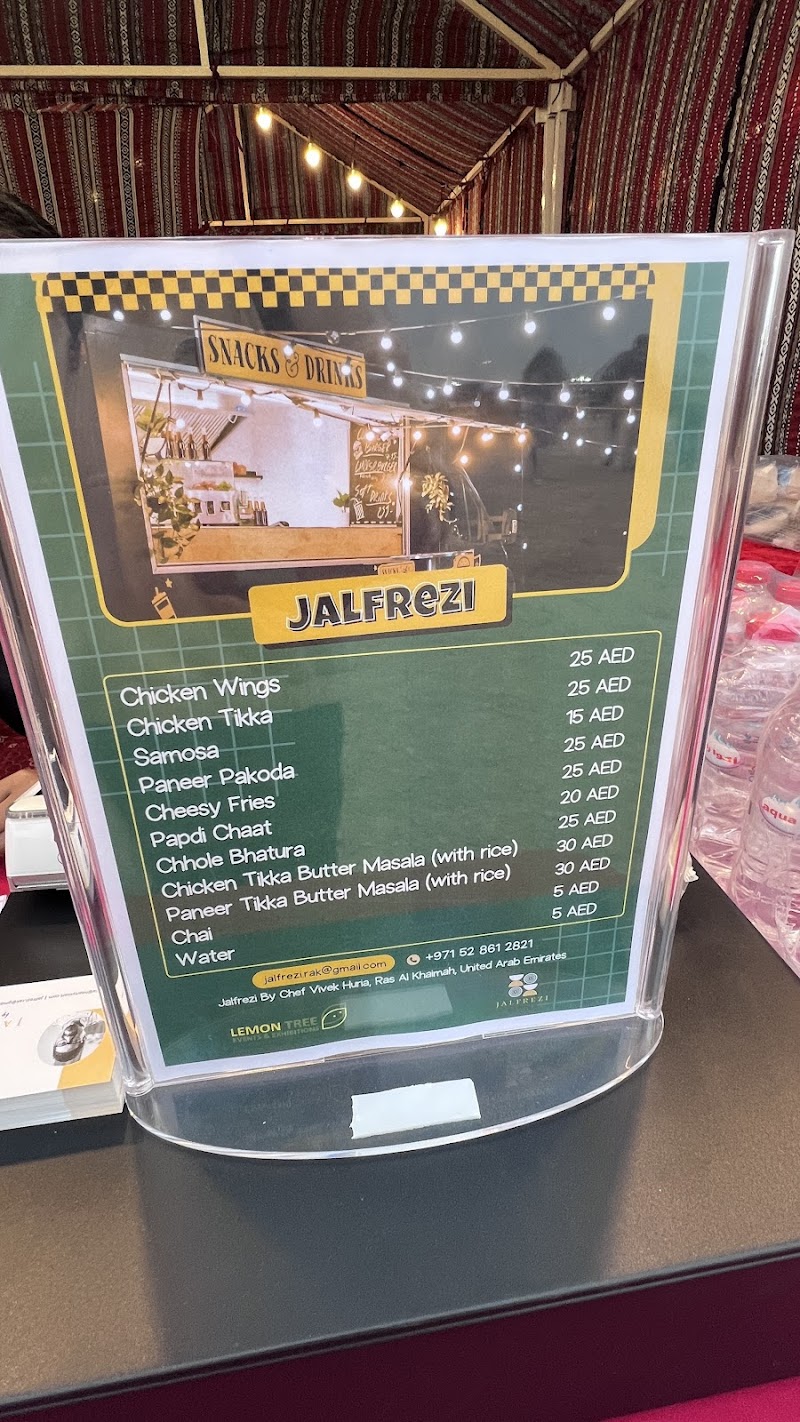 SNACKS & DRINKS
JALFREZI
Chicken Wings 25 AED
Chicken Tikka 25 AED
Samosa 15 AED
Paneer Pakoda 25 AED
Cheesy Fries 25 AED
Papdi Chaat 20 AED
Chhole Bhatura 25 AED
Chicken Tikka Butter Masala (with rice) 30 AED
Paneer Tikka Butter Masala (with rice) 30 AED
Chai 5 AED
Water 5 AED
jalfrezi.rak@gmail.com +971 52 861 2821
Jalfrezi By Chef Vivek Huria, Ras Al Khaimah, United Arab Emirates
LEMON TREE
EVENTS & EXHIBITIONS
JALFREZI
aqua